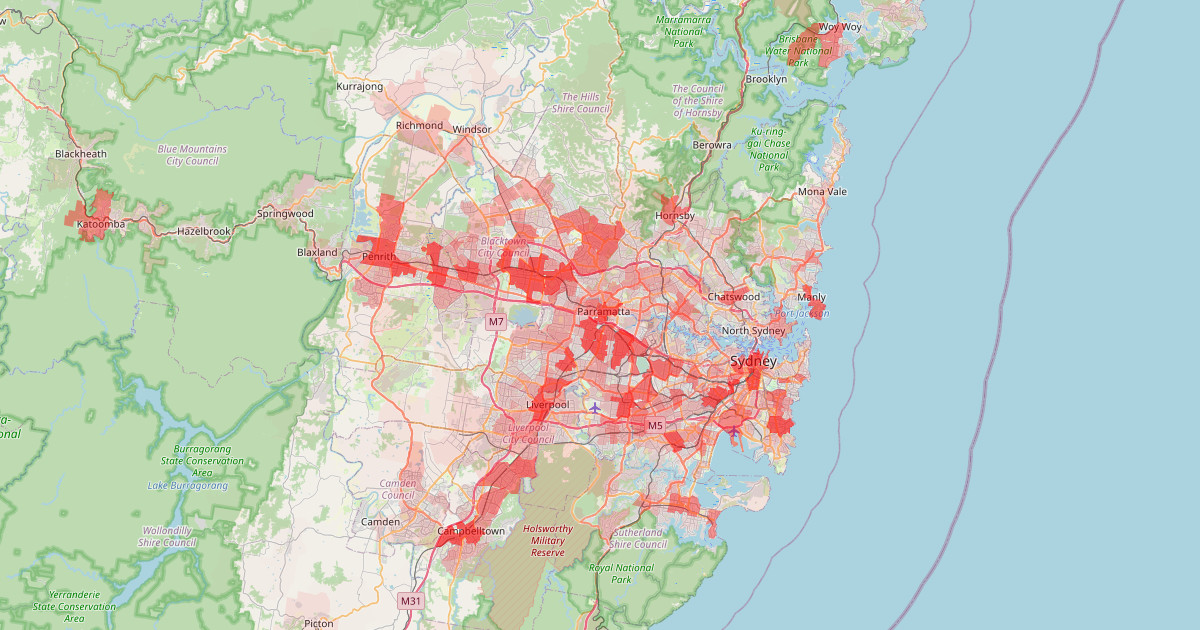 w
Marramarra
National
Park
Woy Woy
Brisbane
Water National
Park
Brooklyn
Kurrajong
The Hills
Shire Council
The Council
of the Shire
of Hornsby
Richmond
Windsor
Ku-ring-
gai Chase
National
Park
Berowra
Blackheath
Blue Mountains
City Council
Mona Vale
Springwood
Hornsby
Katoomba
Hazelbrook
Blaxland
Penrith
Blacktown
City Council
Chatswood
Manly
Parramatta
Port Jackson
M7
North Sydney
Sydney
Liverpool
M5
Liverpool
City Council
a-
onal
Burragorang
State Conservation
Area
Lake Burragorang
Camden
Council
Camden
Campbelltown
Wollondilly
Shire Council
Holsworthy
Military
Reserve
Sutherland
Shire Council
Royal National
Park
Yerranderie
State Conservation
Area
M31
Picton